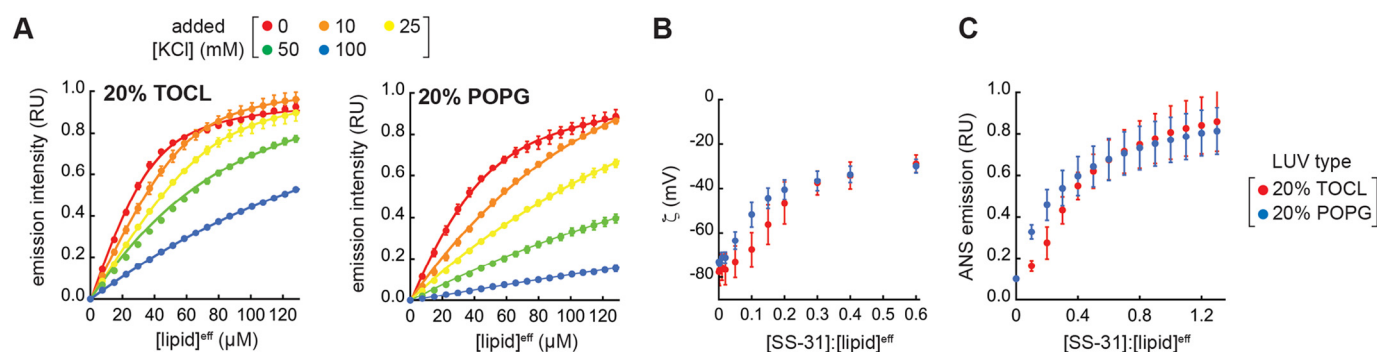 A
added
[KCl] (mM)
0 10 25
50 100
20% TOCL
emission intensity (RU)
1.0
0.8
0.6
0.4
0.2
0.0
0 20 40 60 80 100 120
[lipid]eff (µM)
20% POPG
emission intensity (RU)
1.0
0.8
0.6
0.4
0.2
0.0
0 20 40 60 80 100 120
[lipid]eff (µM)
B
ζ (mV)
0
-20
-40
-60
-80
0 0.1 0.2 0.3 0.4 0.5 0.6
[SS-31]:[lipid]eff
C
ANS emission (RU)
1.0
0.8
0.6
0.4
0.2
0.0
0 0.4 0.8 1.2
[SS-31]:[lipid]eff
LUV type
20% TOCL
20% POPG